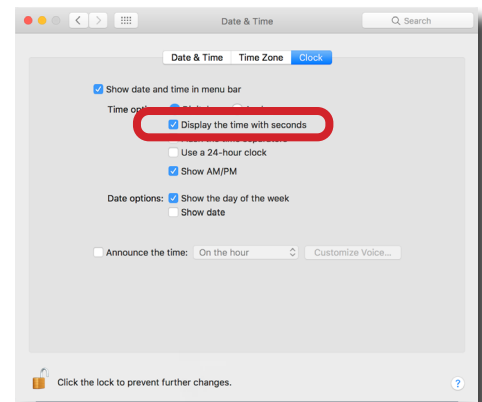 Date & Time
Search
Date & Time Time Zone Clock
Show date and time in menu bar
Time
Display the time with seconds
Use a 24-hour clock
Show AM/PM
Date options: Show the day of the week
Show date
Announce the time: On the hour Customize Voice...
Click the lock to prevent further changes.
?